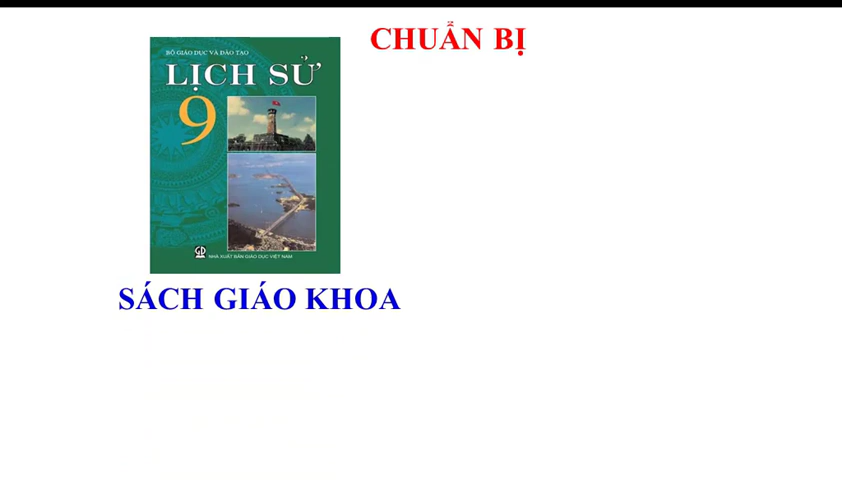 CHUẨN BỊ
BỘ GIÁO DỤC VÀ ĐÀO TẠO
LỊCH SỬ
9
GD
NHÀ XUẤT BẢN GIÁO DỤC VIỆT NAM
SÁCH GIÁO KHOA